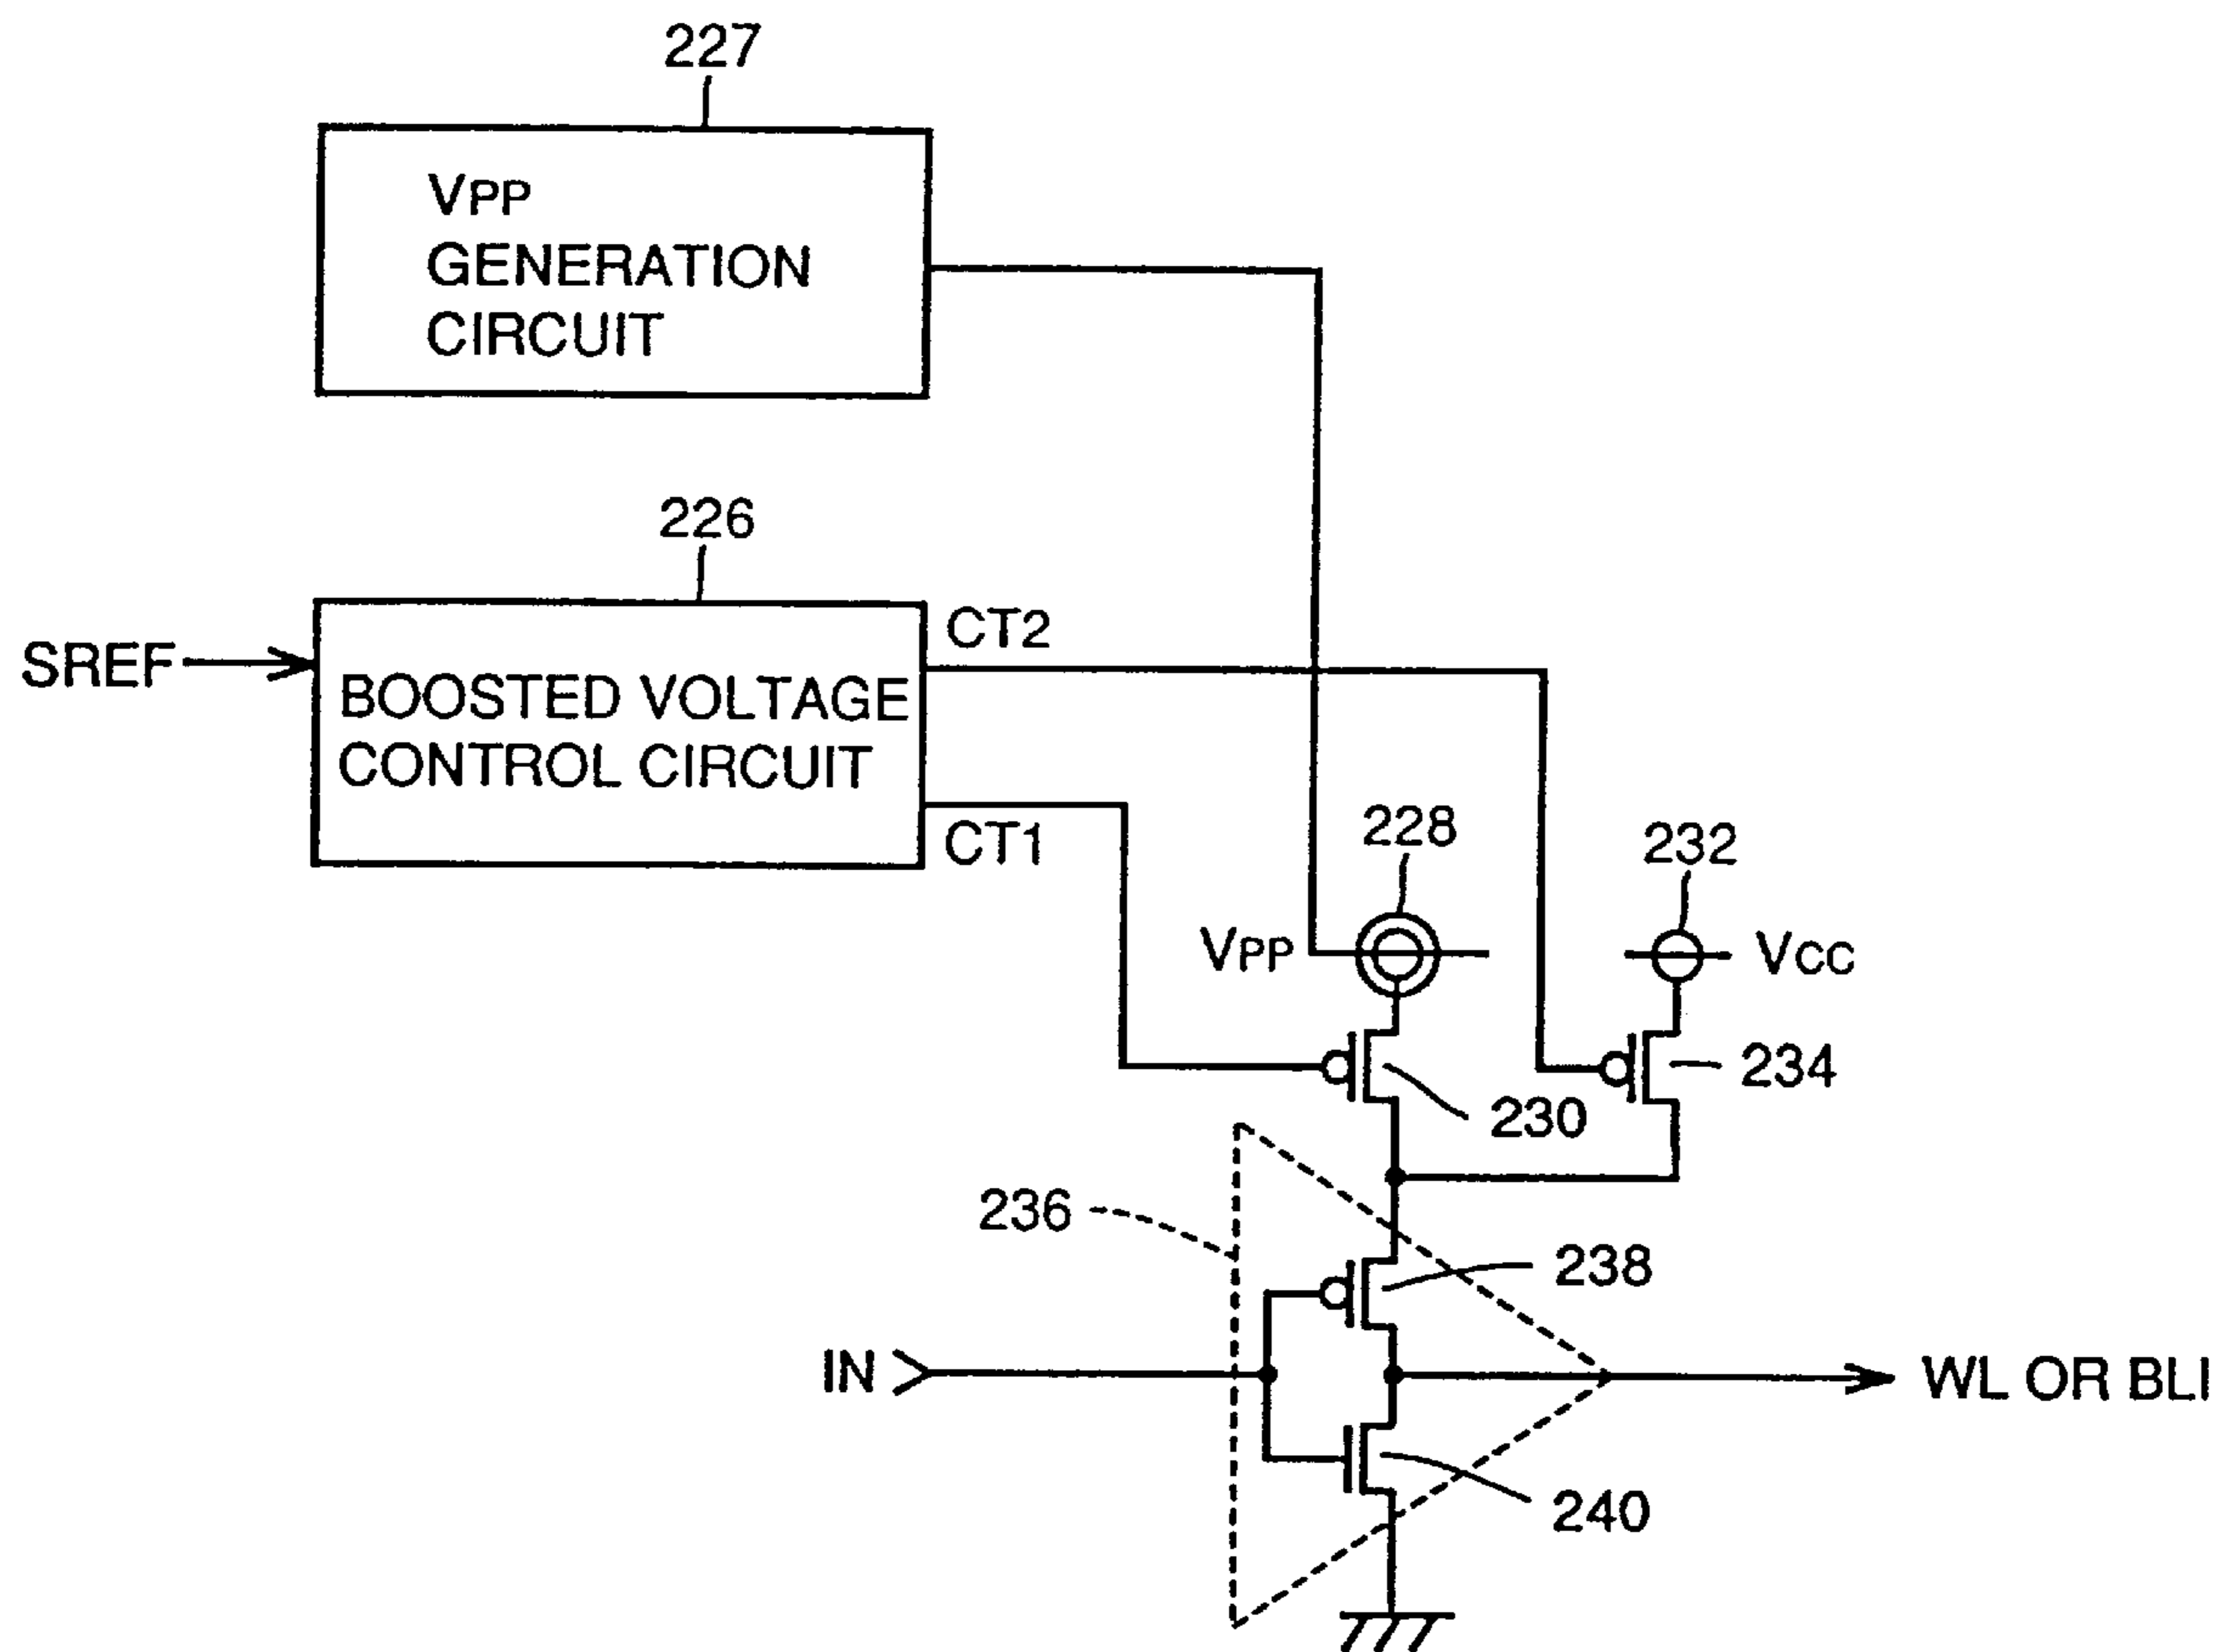 227
VPP
GENERATION
CIRCUIT
226
SREF
CT2
BOOSTED VOLTAGE
CONTROL CIRCUIT
CT1
228
232
VPP
VCC
234
230
236
238
IN
WL OR BLI
240